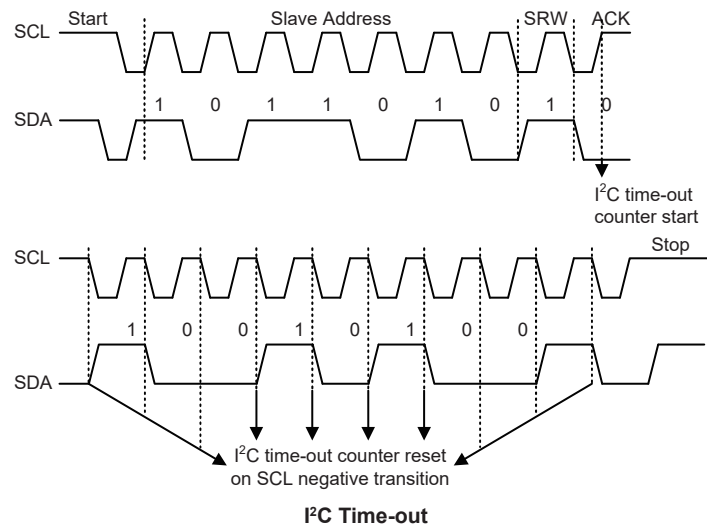 Start Slave Address SRW ACK
SCL
1 0 1 1 0 1 0 1 0
SDA
I²C time-out
counter start
Stop
SCL
1 0 0 1 0 1 0 0
SDA
I²C time-out counter reset
on SCL negative transition
I²C Time-out